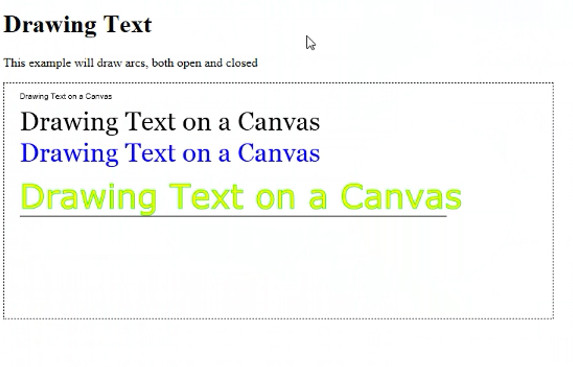 Drawing Text
This example will draw arcs, both open and closed
Drawing Text on a Canvas
Drawing Text on a Canvas
Drawing Text on a Canvas
Drawing Text on a Canvas